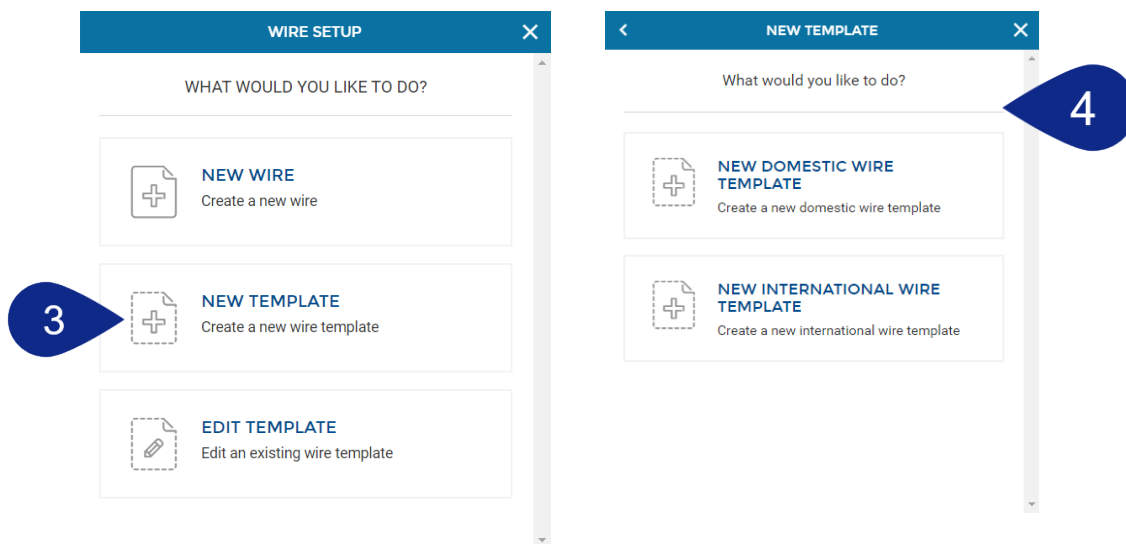 WIRE SETUP
WHAT WOULD YOU LIKE TO DO?
NEW WIRE
Create a new wire
3
NEW TEMPLATE
Create a new wire template
EDIT TEMPLATE
Edit an existing wire template
NEW TEMPLATE
What would you like to do?
4
NEW DOMESTIC WIRE
TEMPLATE
Create a new domestic wire template
NEW INTERNATIONAL WIRE
TEMPLATE
Create a new international wire template